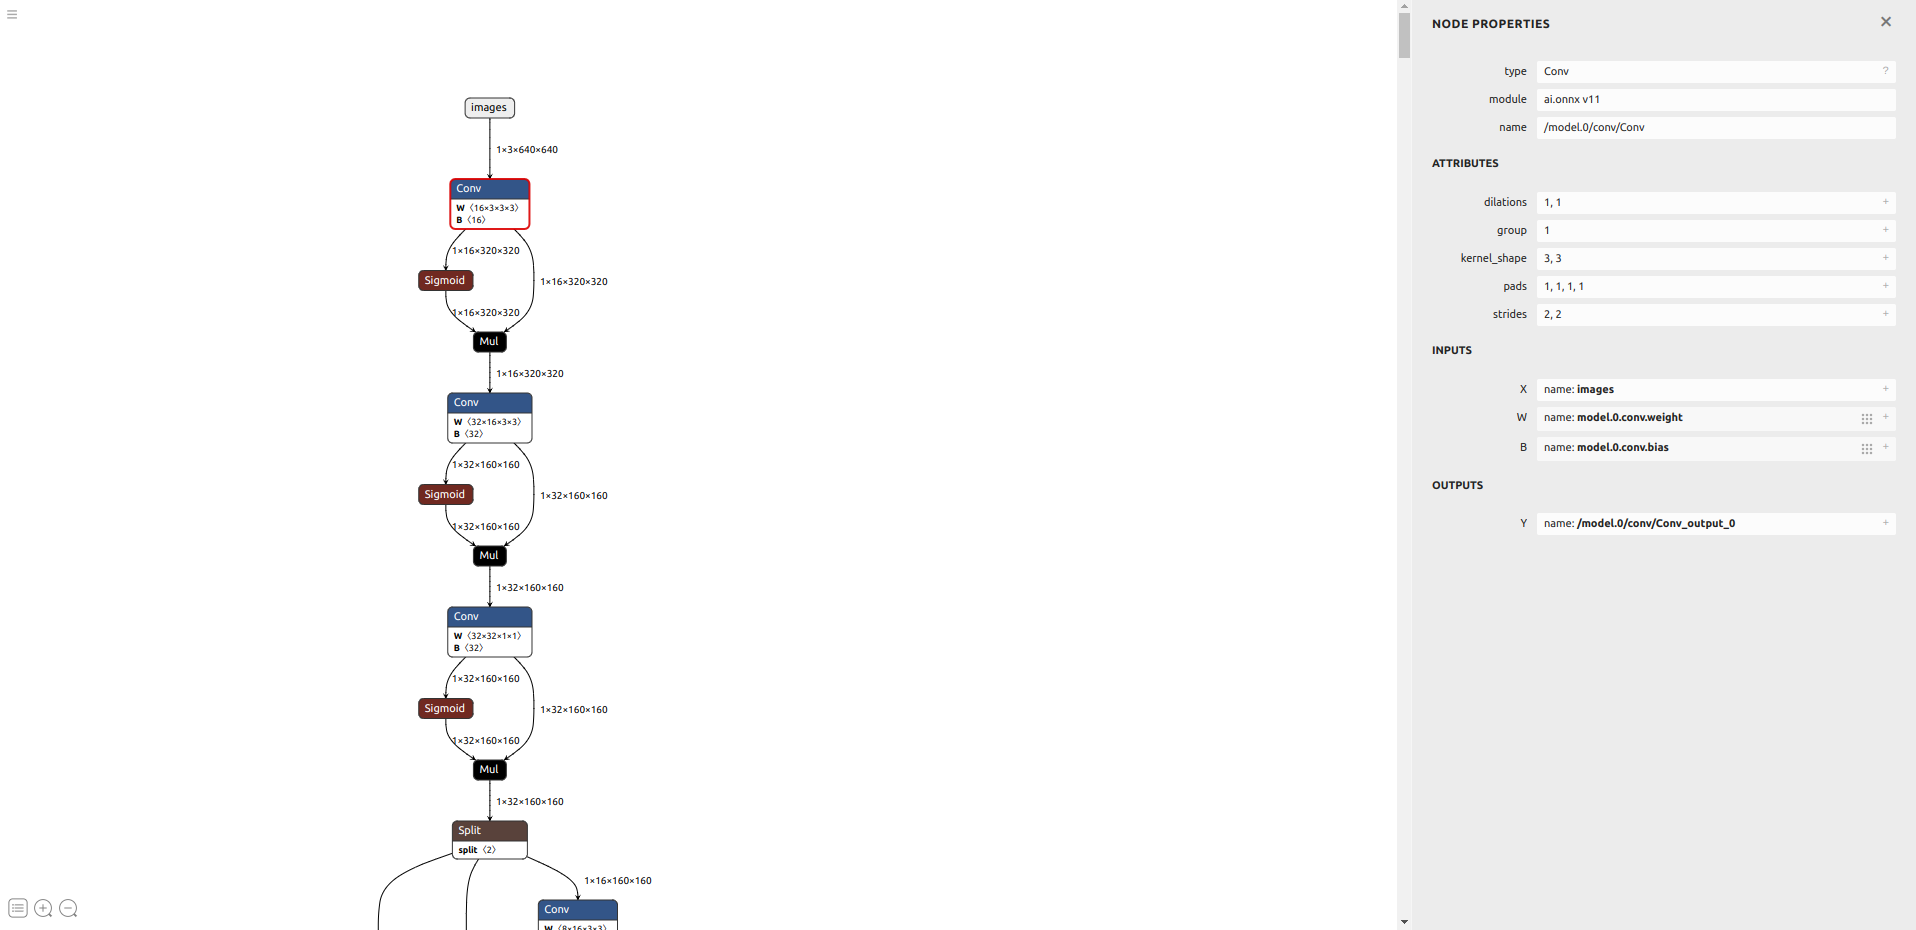 images
1×3×640×640
Conv
W ⟨16×3×3×3⟩
B ⟨16⟩
1×16×320×320
Sigmoid
1×16×320×320
1×16×320×320
Mul
1×16×320×320
Conv
W ⟨32×16×3×3⟩
B ⟨32⟩
1×32×160×160
Sigmoid
1×32×160×160
1×32×160×160
Mul
1×32×160×160
Conv
W ⟨32×32×1×1⟩
B ⟨32⟩
1×32×160×160
Sigmoid
1×32×160×160
1×32×160×160
Mul
1×32×160×160
Split
split ⟨2⟩
1×16×160×160
Conv
W ⟨8×16×3×3⟩
NODE PROPERTIES
type Conv ?
module ai.onnx v11
name /model.0/conv/Conv
ATTRIBUTES
dilations 1, 1 +
group 1 +
kernel_shape 3, 3 +
pads 1, 1, 1, 1 +
strides 2, 2 +
INPUTS
X name: images +
W name: model.0.conv.weight +
B name: model.0.conv.bias +
OUTPUTS
Y name: /model.0/conv/Conv_output_0 +